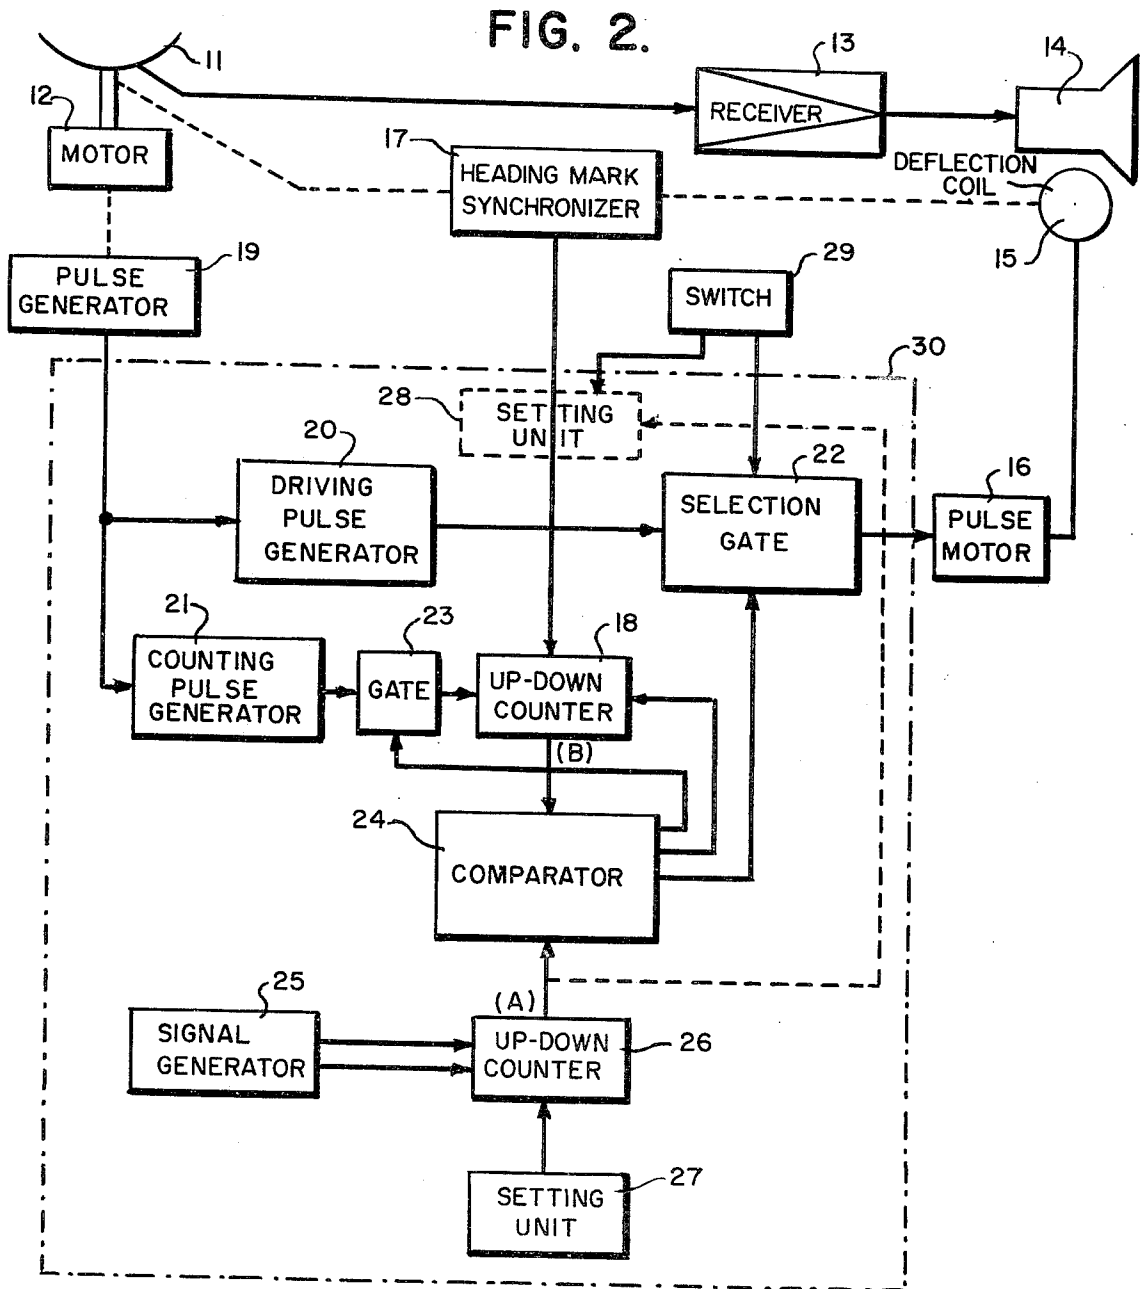 FIG. 2.
11
12
MOTOR
13
RECEIVER
14
17
HEADING MARK
SYNCHRONIZER
DEFLECTION
COIL
15
19
PULSE
GENERATOR
29
SWITCH
30
28
SETTING
UNIT
20
DRIVING
PULSE
GENERATOR
22
SELECTION
GATE
16
PULSE
MOTOR
21
COUNTING
PULSE
GENERATOR
23
GATE
18
UP-DOWN
COUNTER
(B)
24
COMPARATOR
(A)
25
SIGNAL
GENERATOR
UP-DOWN
COUNTER
26
27
SETTING
UNIT